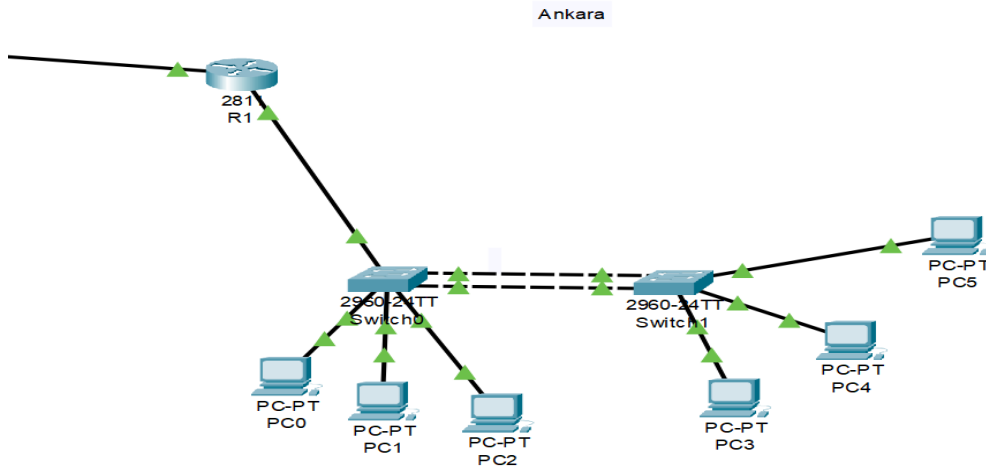 Ankara
2811
R1
2960-24TT
Switch0
2960-24TT
Switch1
PC-PT
PC5
PC-PT
PC4
PC-PT
PC0
PC-PT
PC1
PC-PT
PC2
PC-PT
PC3